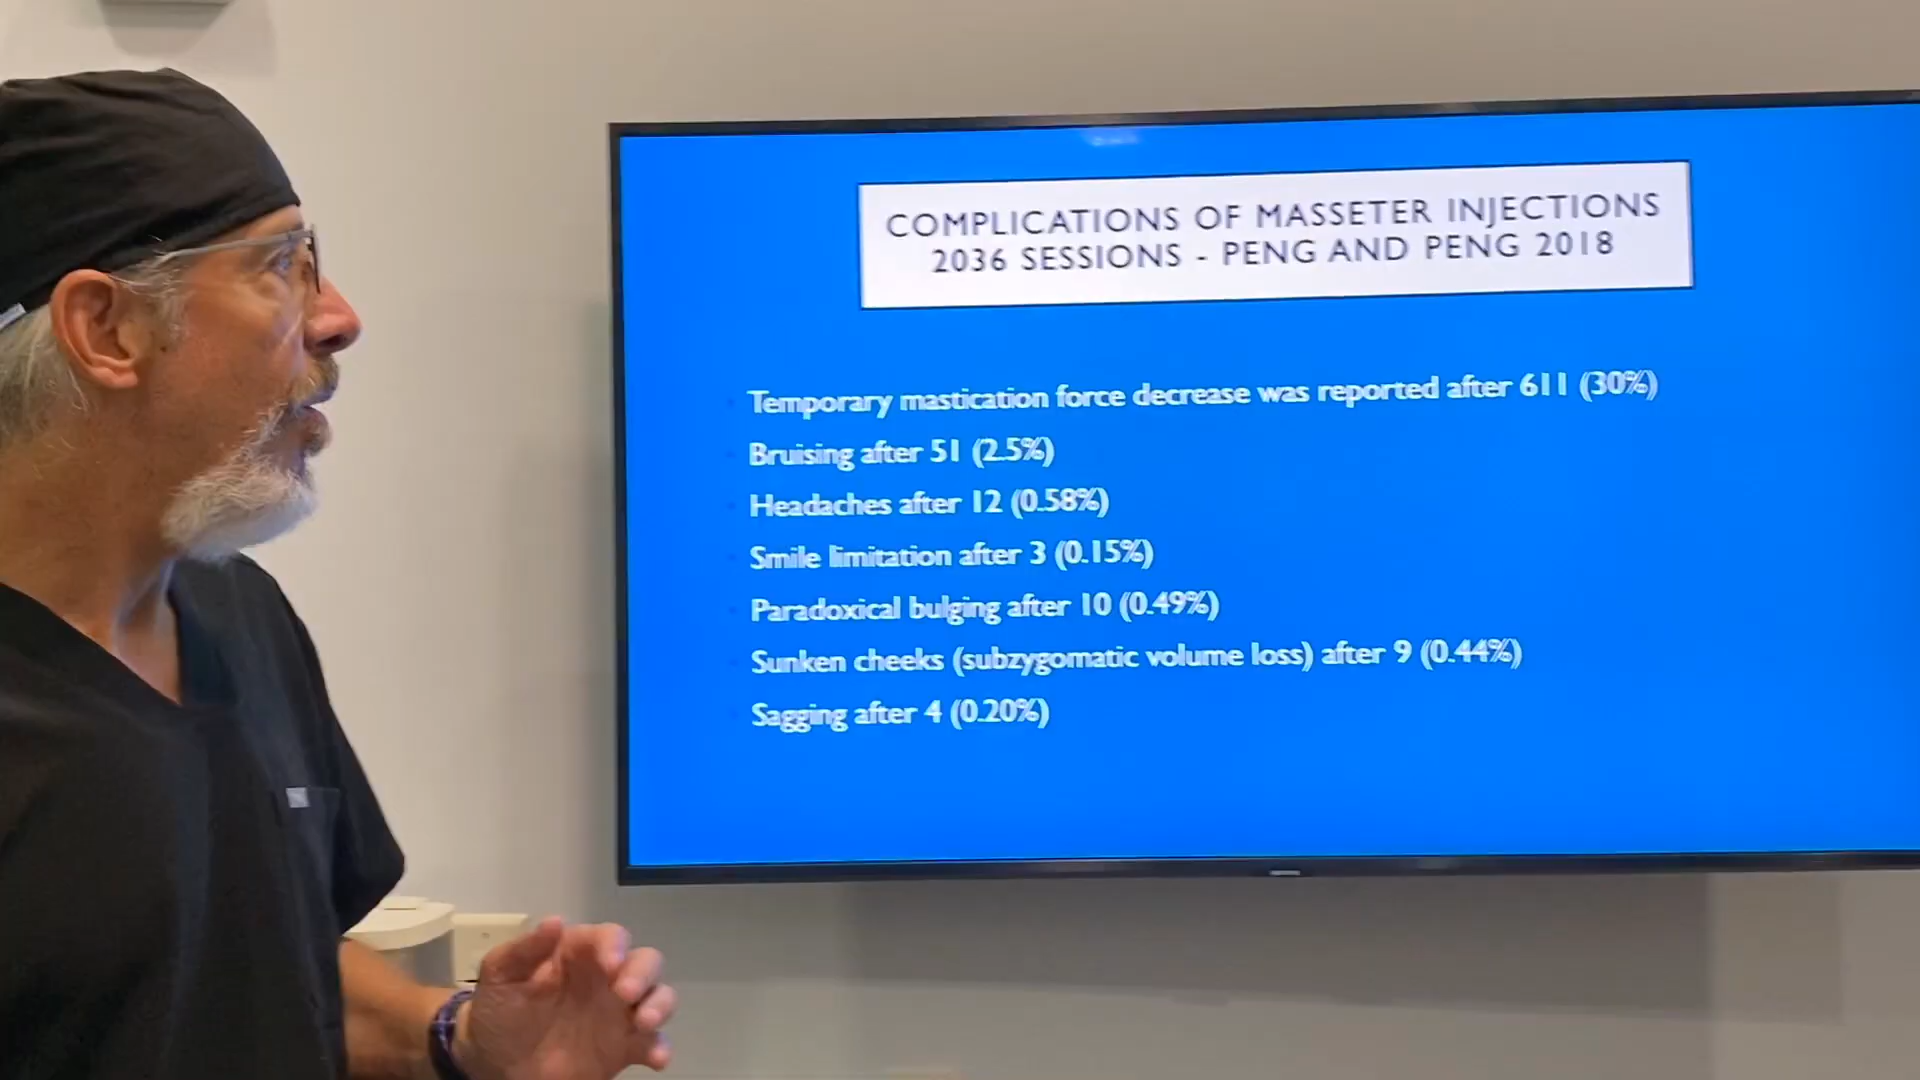 COMPLICATIONS OF MASSETER INJECTIONS
2036 SESSIONS - PENG AND PENG 2018
Temporary mastication force decrease was reported after 611 (30%)
Bruising after 51 (2.5%)
Headaches after 12 (0.58%)
Smile limitation after 3 (0.15%)
Paradoxical bulging after 10 (0.49%)
Sunken cheeks (subzygomatic volume loss) after 9 (0.44%)
Sagging after 4 (0.20%)